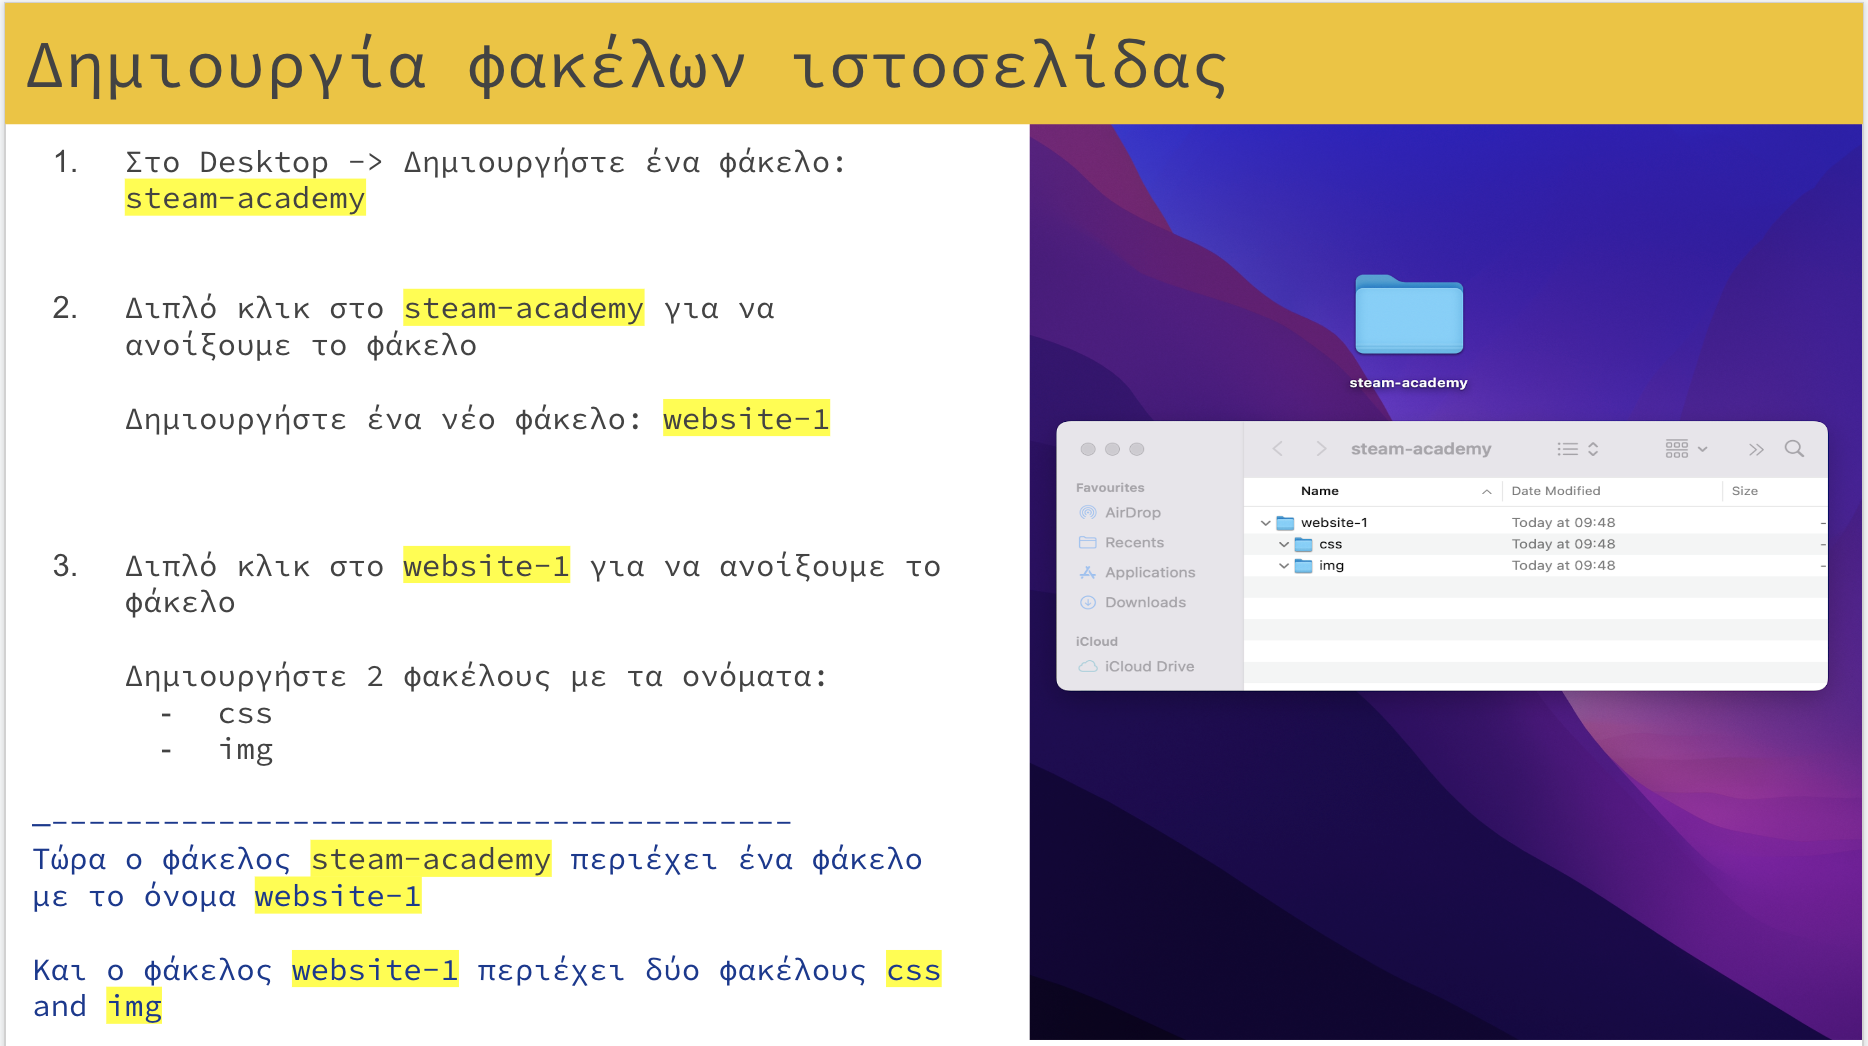 Δημιουργία φακέλων ιστοσελίδας
1. Στο Desktop -> Δημιουργήστε ένα φάκελο:
steam-academy
2. Διπλό κλικ στο steam-academy για να
ανοίξουμε το φάκελο
Δημιουργήστε ένα νέο φάκελο: website-1
3. Διπλό κλικ στο website-1 για να ανοίξουμε το
φάκελο
Δημιουργήστε 2 φακέλους με τα ονόματα:
- css
- img
_----------------------------------------
Τώρα ο φάκελος steam-academy περιέχει ένα φάκελο
με το όνομα website-1
Και ο φάκελος website-1 περιέχει δύο φακέλους css
and img
steam-academy
steam-academy
Favourites
AirDrop
Recents
Applications
Downloads
iCloud
iCloud Drive
Name Date Modified Size
website-1 Today at 09:48 --
css Today at 09:48 --
img Today at 09:48 --